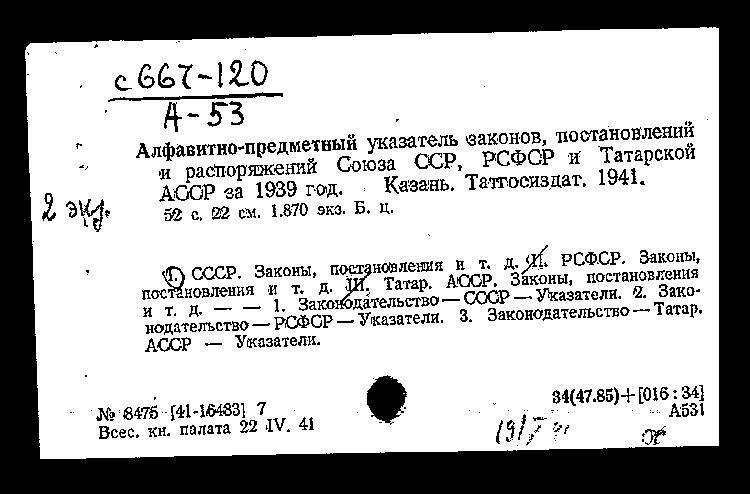 с 667-120
А-53
Алфавитно-предметный указатель законов, постановлений
и распоряжений Союза ССР, РСФСР и Татарской
АССР за 1939 год. Казань. Татгосиздат. 1941.
2 экз.
52 с. 22 см. 1.870 экз. Б. ц.
I. СССР. Законы, постановления и т. д. II. РСФСР. Законы,
постановления и т. д. III. Татар. АССР. Законы, постановления
и т. д. — — 1. Законодательство — СССР — Указатели. 2. Зако-
нодательство — РСФСР — Указатели. 3. Законодательство — Татар.
АССР — Указатели.
№ 8475 [41-16483] 7
34(47.85)+[016:34]
Всес. кн. палата 22 IV. 41
А531